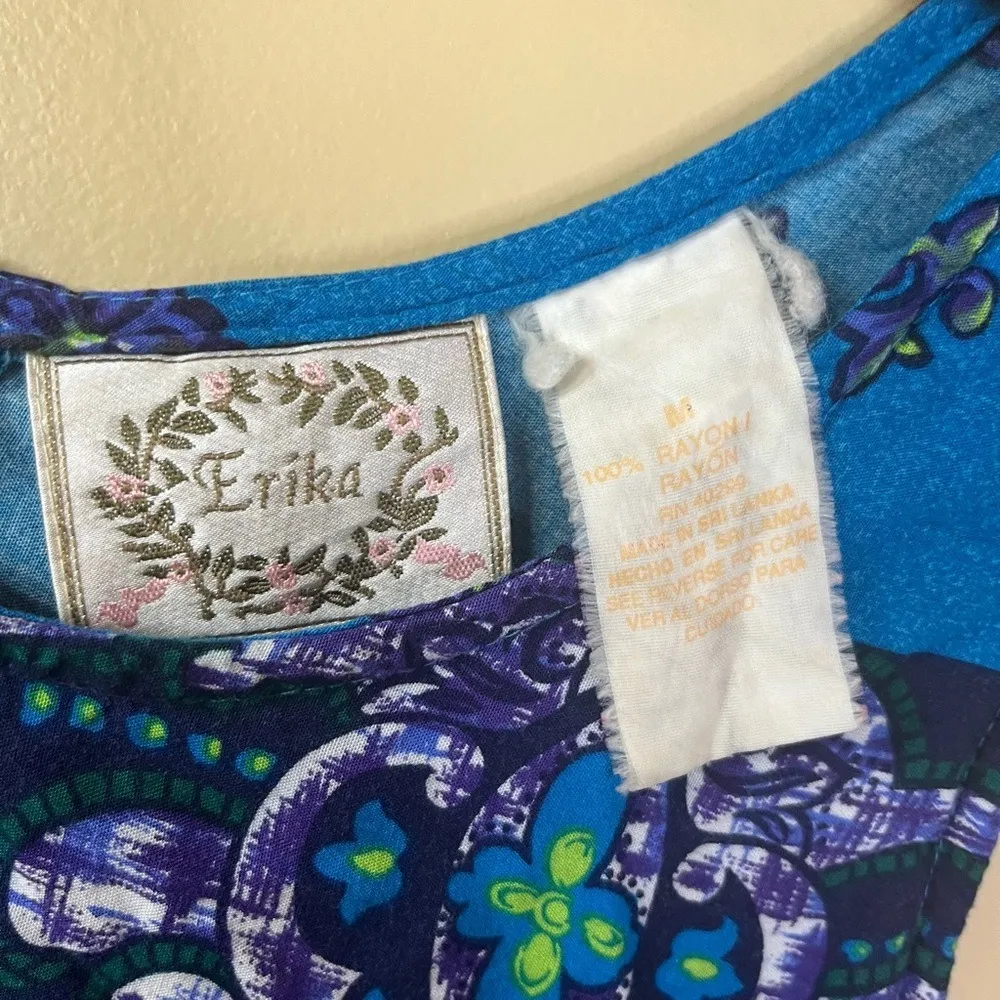 Erika
M
100% RAYON /
RAYON
RN 40299
MADE IN SRI LANKA
HECHO EN SRI LANKA
SEE REVERSE FOR CARE
VER AL DORSO PARA
CUIDADO